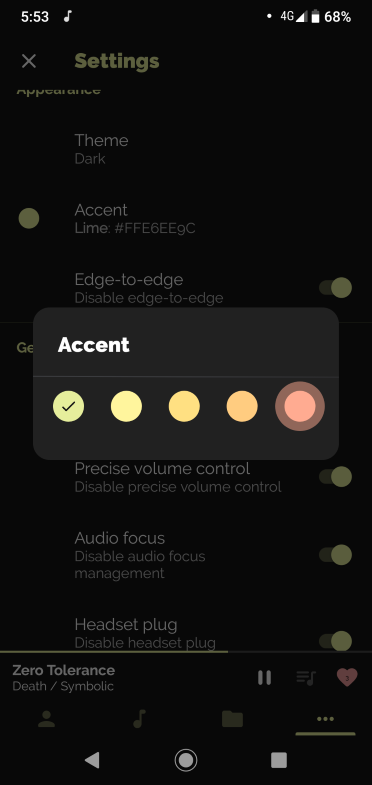 5:53
4G 68%
Settings
Appearance
Theme
Dark
Accent
Lime: #FFE6EE9C
Edge-to-edge
Disable edge-to-edge
Ge
Accent
Precise volume control
Disable precise volume control
Audio focus
Disable audio focus
management
Headset plug
Disable headset plug
Zero Tolerance
Death / Symbolic
3